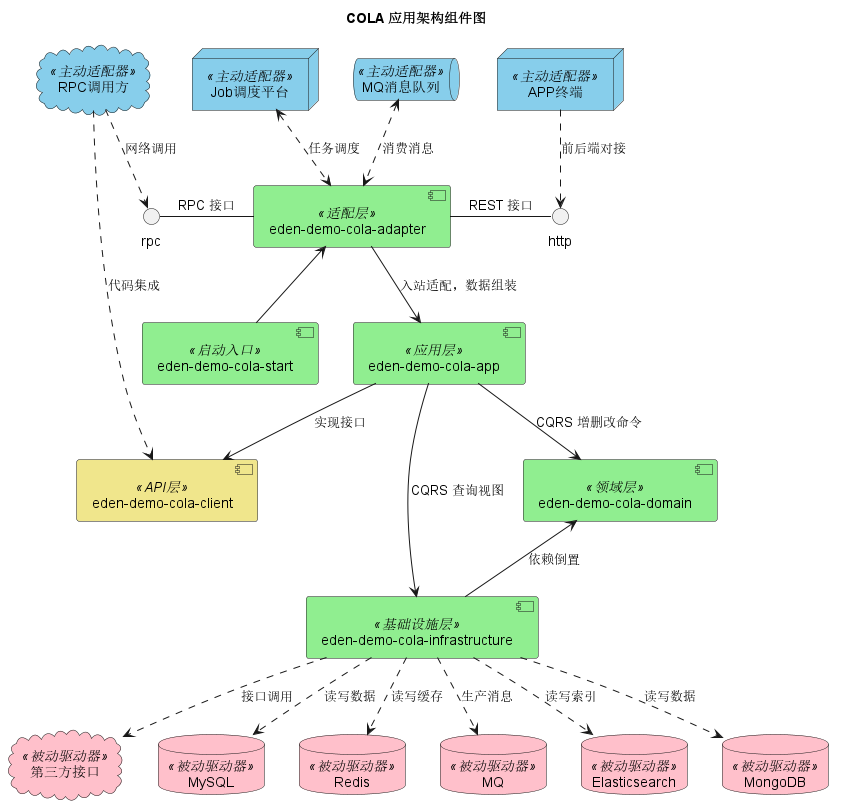 COLA 应用架构组件图
«主动适配器»
RPC调用方
«主动适配器»
Job调度平台
«主动适配器»
MQ消息队列
«主动适配器»
APP终端
网络调用
任务调度
消费消息
前后端对接
RPC 接口
«适配层»
eden-demo-cola-adapter
REST 接口
rpc
http
代码集成
入站适配，数据组装
«启动入口»
eden-demo-cola-start
«应用层»
eden-demo-cola-app
实现接口
CQRS 增删改命令
CQRS 查询视图
«API层»
eden-demo-cola-client
«领域层»
eden-demo-cola-domain
依赖倒置
«基础设施层»
eden-demo-cola-infrastructure
接口调用
读写数据
读写缓存
生产消息
读写索引
读写数据
«被动驱动器»
第三方接口
«被动驱动器»
MySQL
«被动驱动器»
Redis
«被动驱动器»
MQ
«被动驱动器»
Elasticsearch
«被动驱动器»
MongoDB